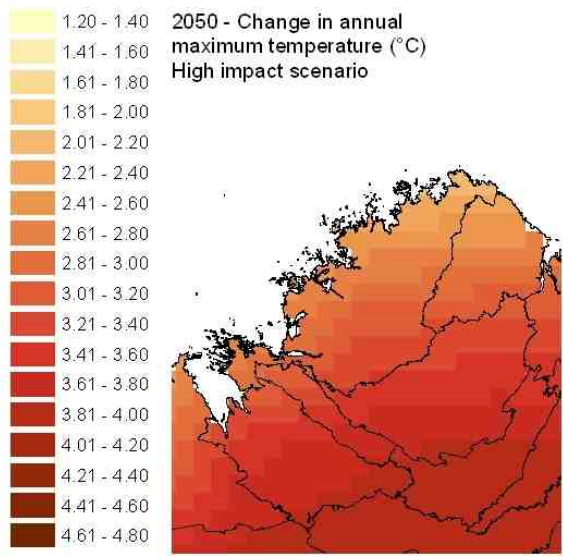 2050 - Change in annual
maximum temperature (°C)
High impact scenario
1.20 - 1.40
1.41 - 1.60
1.61 - 1.80
1.81 - 2.00
2.01 - 2.20
2.21 - 2.40
2.41 - 2.60
2.61 - 2.80
2.81 - 3.00
3.01 - 3.20
3.21 - 3.40
3.41 - 3.60
3.61 - 3.80
3.81 - 4.00
4.01 - 4.20
4.21 - 4.40
4.41 - 4.60
4.61 - 4.80